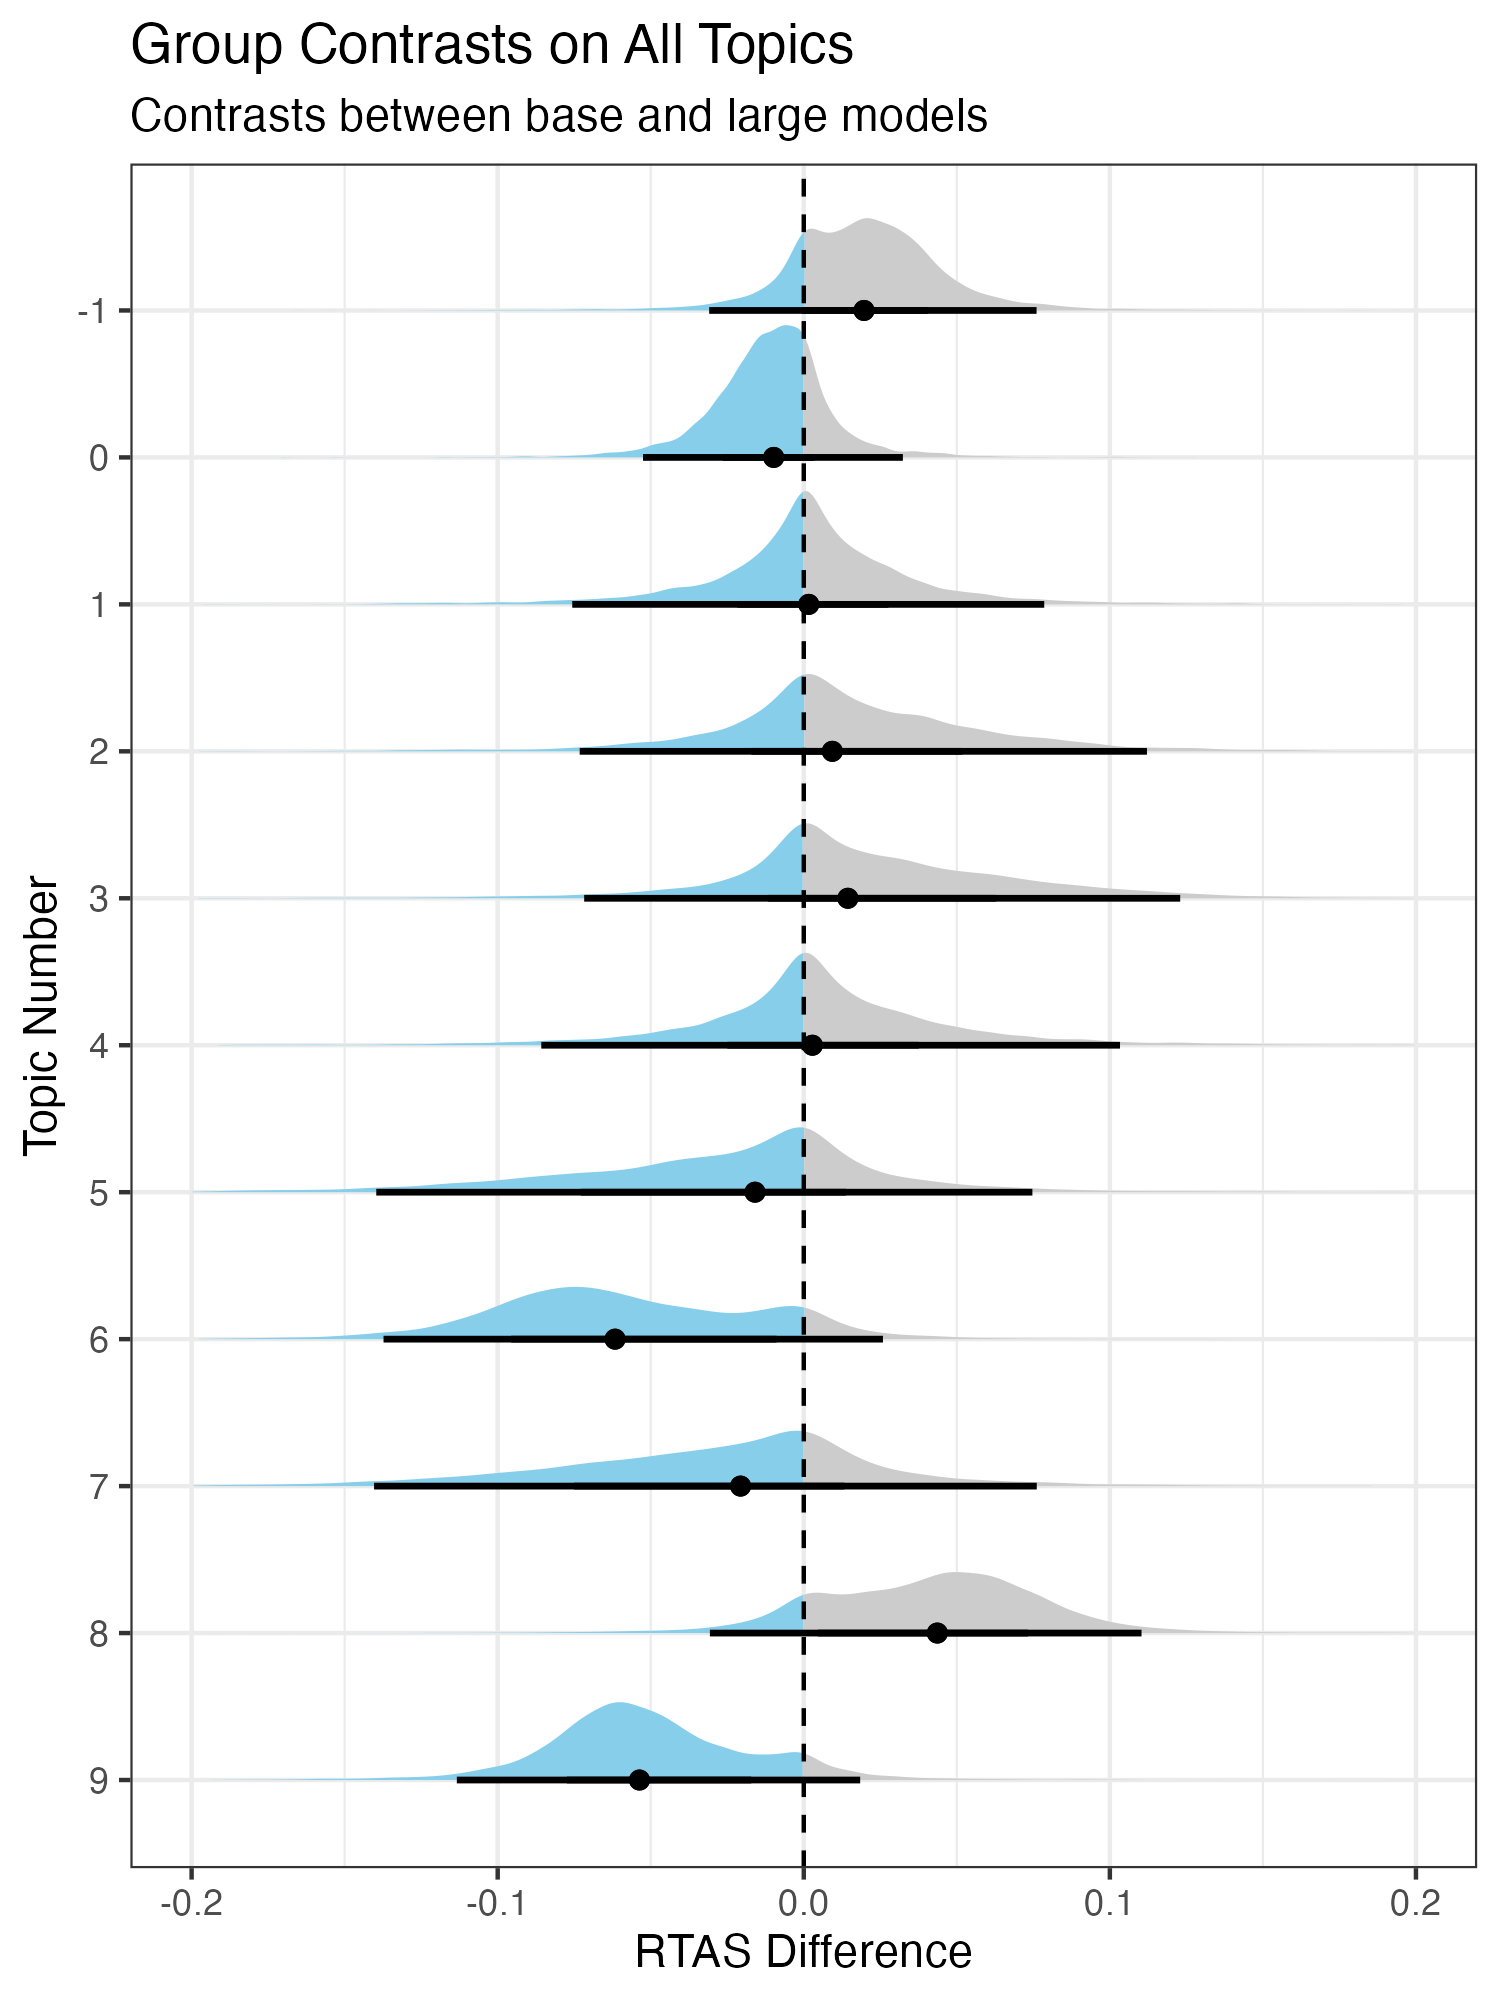 Group Contrasts on All Topics
Contrasts between base and large models
Topic Number
-1
0
1
2
3
4
5
6
7
8
9
-0.2 -0.1 0.0 0.1 0.2
RTAS Difference